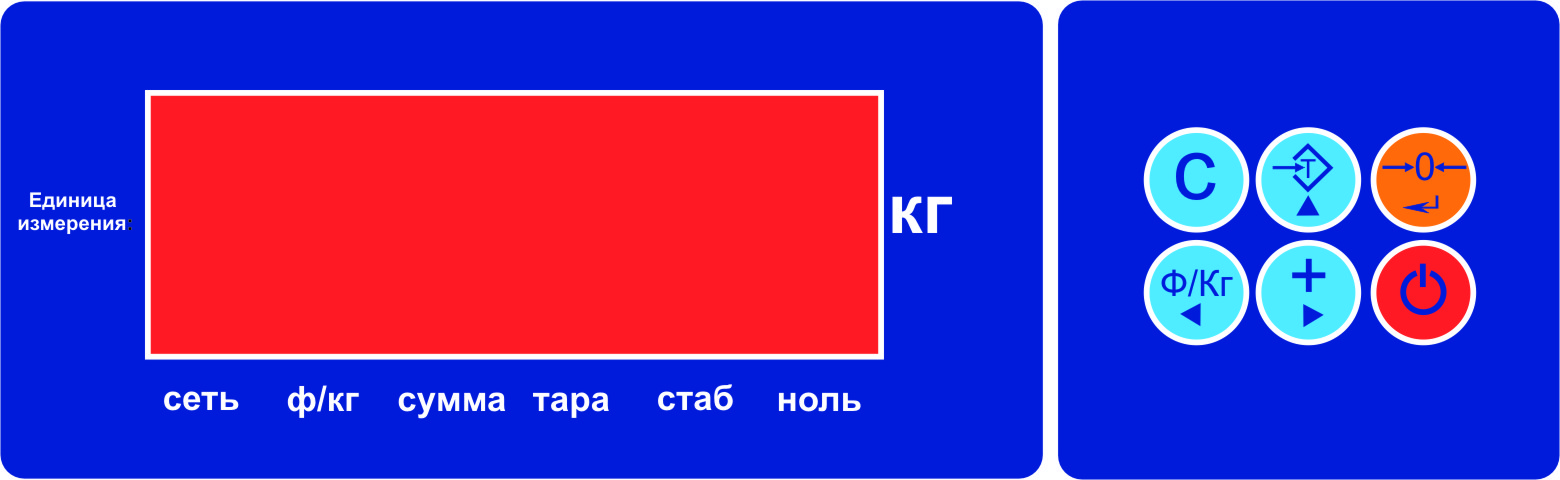 Единица
измерения:
кг
сеть ф/кг сумма тара стаб ноль
С T 0
Ф/Кг +